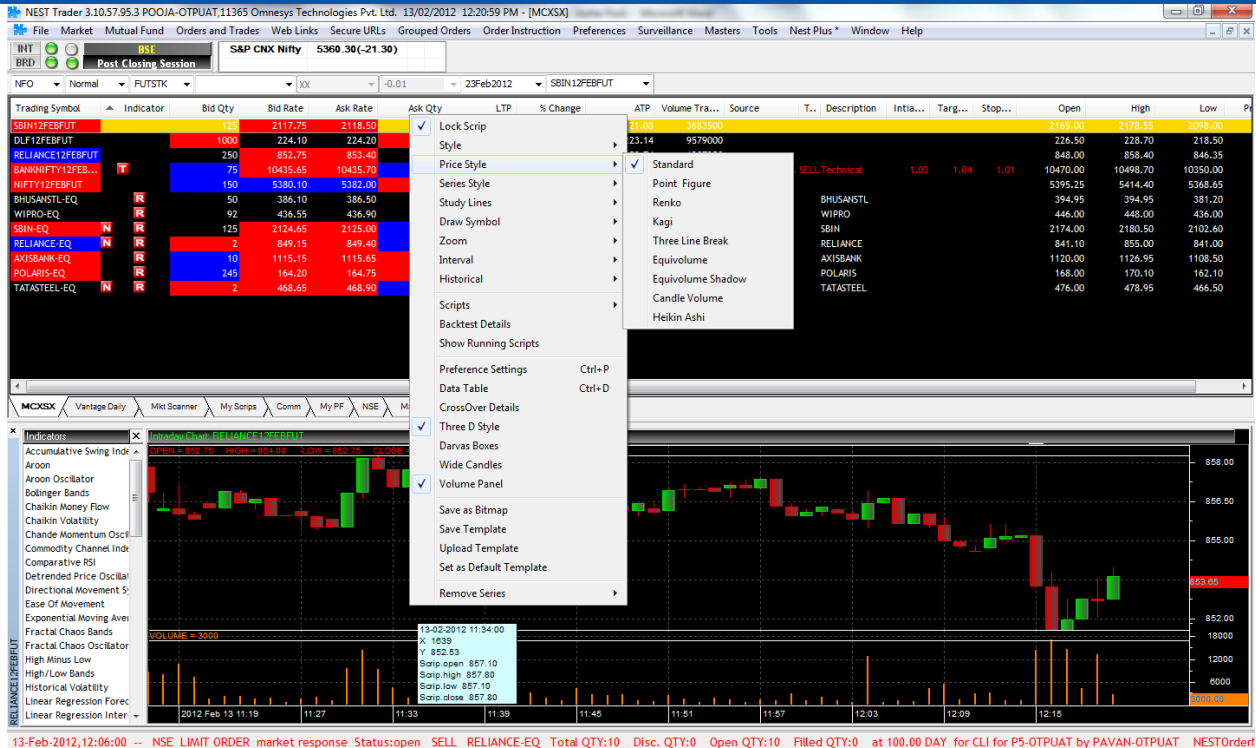 NEST Trader 3.10.57.95.3 POOJA-OTPUAT,11365 Omnesys Technologies Pvt. Ltd. 13/02/2012 12:20:59 PM - [MCXSX]
File Market Mutual Fund Orders and Trades Web Links Secure URLs Grouped Orders Order Instruction Preferences Surveillance Masters Tools Nest Plus * Window Help
INT BSE S&P CNX Nifty 5360.30(-21.30)
BRD Post Closing Session
NFO Normal FUTSTK XX -0.01 23Feb2012 SBIN12FEBFUT
Trading Symbol Indicator Bid Qty Bid Rate Ask Rate Ask Qty LTP % Change ATP Volume Tra... Source T.. Description Intia... Targ... Stop... Open High Low
SBIN12FEBFUT 125 2117.75 2118.50 21.08 3683500 2165.00 2178.55 2098.00
DLF12FEBFUT 1000 224.10 224.20 23.14 9579000 226.50 228.70 218.50
RELIANCE12FEBFUT 250 852.75 853.40 848.00 858.40 846.35
BANKNIFTY12FEB... T 75 10435.65 10435.70 SELL Technical 1.03 1.04 1.01 10470.00 10498.70 10350.00
NIFTY12FEBFUT 150 5380.10 5382.00 5395.25 5414.40 5368.65
BHUSANSTL-EQ R 50 386.10 386.50 BHUSANSTL 394.95 394.95 381.20
WIPRO-EQ R 92 436.55 436.90 WIPRO 446.00 448.00 436.00
SBIN-EQ N R 125 2124.65 2125.00 SBIN 2174.00 2180.50 2102.60
RELIANCE-EQ N R 2 849.15 849.40 RELIANCE 841.10 855.00 841.00
AXISBANK-EQ R 10 1115.15 1115.65 AXISBANK 1120.00 1126.95 1108.50
POLARIS-EQ R 245 164.20 164.75 POLARIS 168.00 170.10 162.10
TATASTEEL-EQ N R 2 468.65 468.90 TATASTEEL 476.00 478.95 466.50
Lock Scrip
Style
Price Style
Series Style
Study Lines
Draw Symbol
Zoom
Interval
Historical
Scripts
Backtest Details
Show Running Scripts
Preference Settings Ctrl+P
Data Table Ctrl+D
CrossOver Details
Three D Style
Darvas Boxes
Wide Candles
Volume Panel
Save as Bitmap
Save Template
Upload Template
Set as Default Template
Remove Series
Standard
Point Figure
Renko
Kagi
Three Line Break
Equivolume
Equivolume Shadow
Candle Volume
Heikin Ashi
MCXSX Vantage Daily Mkt Scanner My Scrips Comm My PF NSE
Indicators
Accumulative Swing Inde
Aroon
Aroon Oscillator
Bollinger Bands
Chaikin Money Flow
Chaikin Volatility
Chande Momentum Oscil
Commodity Channel Inde
Comparative RSI
Detrended Price Oscillat
Directional Movement Sy
Ease Of Movement
Exponential Moving Aver
Fractal Chaos Bands
Fractal Chaos Oscillator
High Minus Low
High/Low Bands
Historical Volatility
Linear Regression Forec
Linear Regression Inter
RELIANCE12FEBFUT
Intraday Chart: RELIANCE12FEBFUT
OPEN = 852.75 HIGH = 854.00 LOW = 852.75 CLOSE =
858.00
856.50
855.00
853.65
852.00
VOLUME = 3000
18000
12000
6000
3000.00
13-02-2012 11:34:00
X 1639
Y 852.53
Scrip.open 857.10
Scrip.high 857.80
Scrip.low 857.10
Scrip.close 857.80
2012 Feb 13 11:19 11:27 11:33 11:39 11:45 11:51 11:57 12:03 12:09 12:15
13-Feb-2012,12:06:00 -- NSE LIMIT ORDER market response Status:open SELL RELIANCE-EQ Total QTY:10 Disc. QTY:0 Open QTY:10 Filled QTY:0 at 100.00 DAY for CLI for P5-OTPUAT by PAVAN-OTPUAT NESTOrder